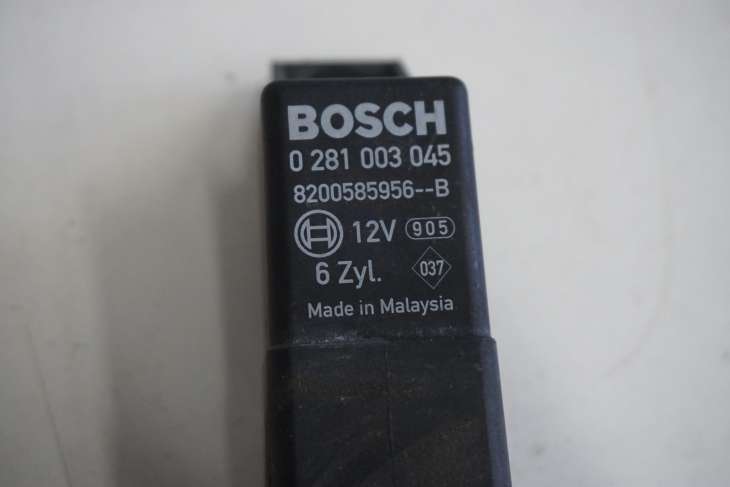 BOSCH
0 281 003 045
8200585956--B
12V 905
6 Zyl. 037
Made in Malaysia